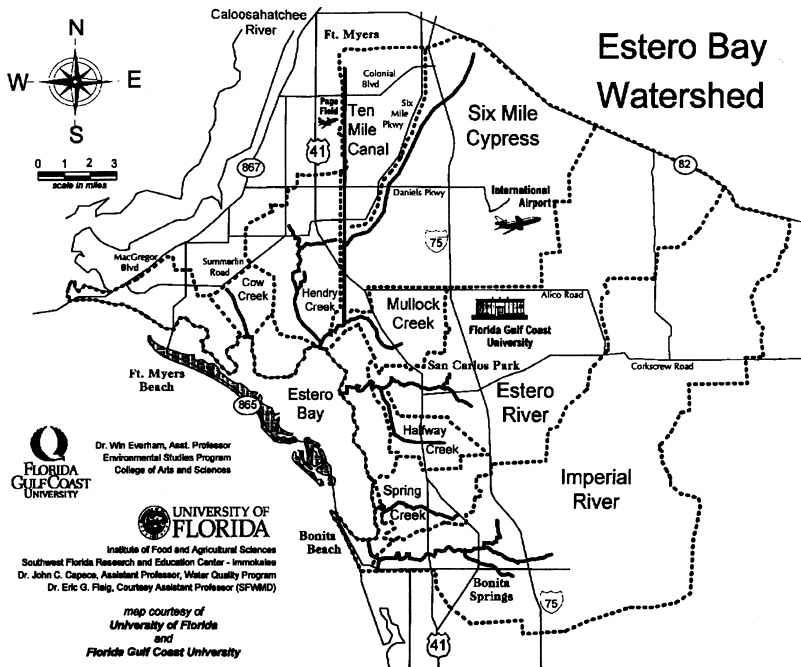 Estero Bay
Watershed
N
W E
S
0 1 2 3
scale in miles
Caloosahatchee
River
41
Ft. Myers
Colonial
Blvd
Page
Field
Ten
Mile
Canal
Six
Mile
Pkwy
Six Mile
Cypress
867
41
82
Daniels Pkwy
International
Airport
75
MacGregor
Blvd
Summerlin
Road
Cow
Creek
Hendry
Creek
Mullock
Creek
Florida Gulf Coast
University
Alico Road
Ft. Myers
Beach
865
Estero
Bay
San Carlos Park
Corkscrew Road
Estero
River
Halfway
Creek
Imperial
River
Spring
Creek
Bonita
Beach
Bonita
Springs
75
41
FLORIDA
GULF COAST
UNIVERSITY
Dr. Win Everham, Asst. Professor
Environmental Studies Program
College of Arts and Sciences
UNIVERSITY OF
FLORIDA
Institute of Food and Agricultural Sciences
Southwest Florida Research and Education Center - Immokalee
Dr. John C. Capece, Assistant Professor, Water Quality Program
Dr. Eric G. Flaig, Courtesy Assistant Professor (SFWMD)
map courtesy of
University of Florida
and
Florida Gulf Coast University